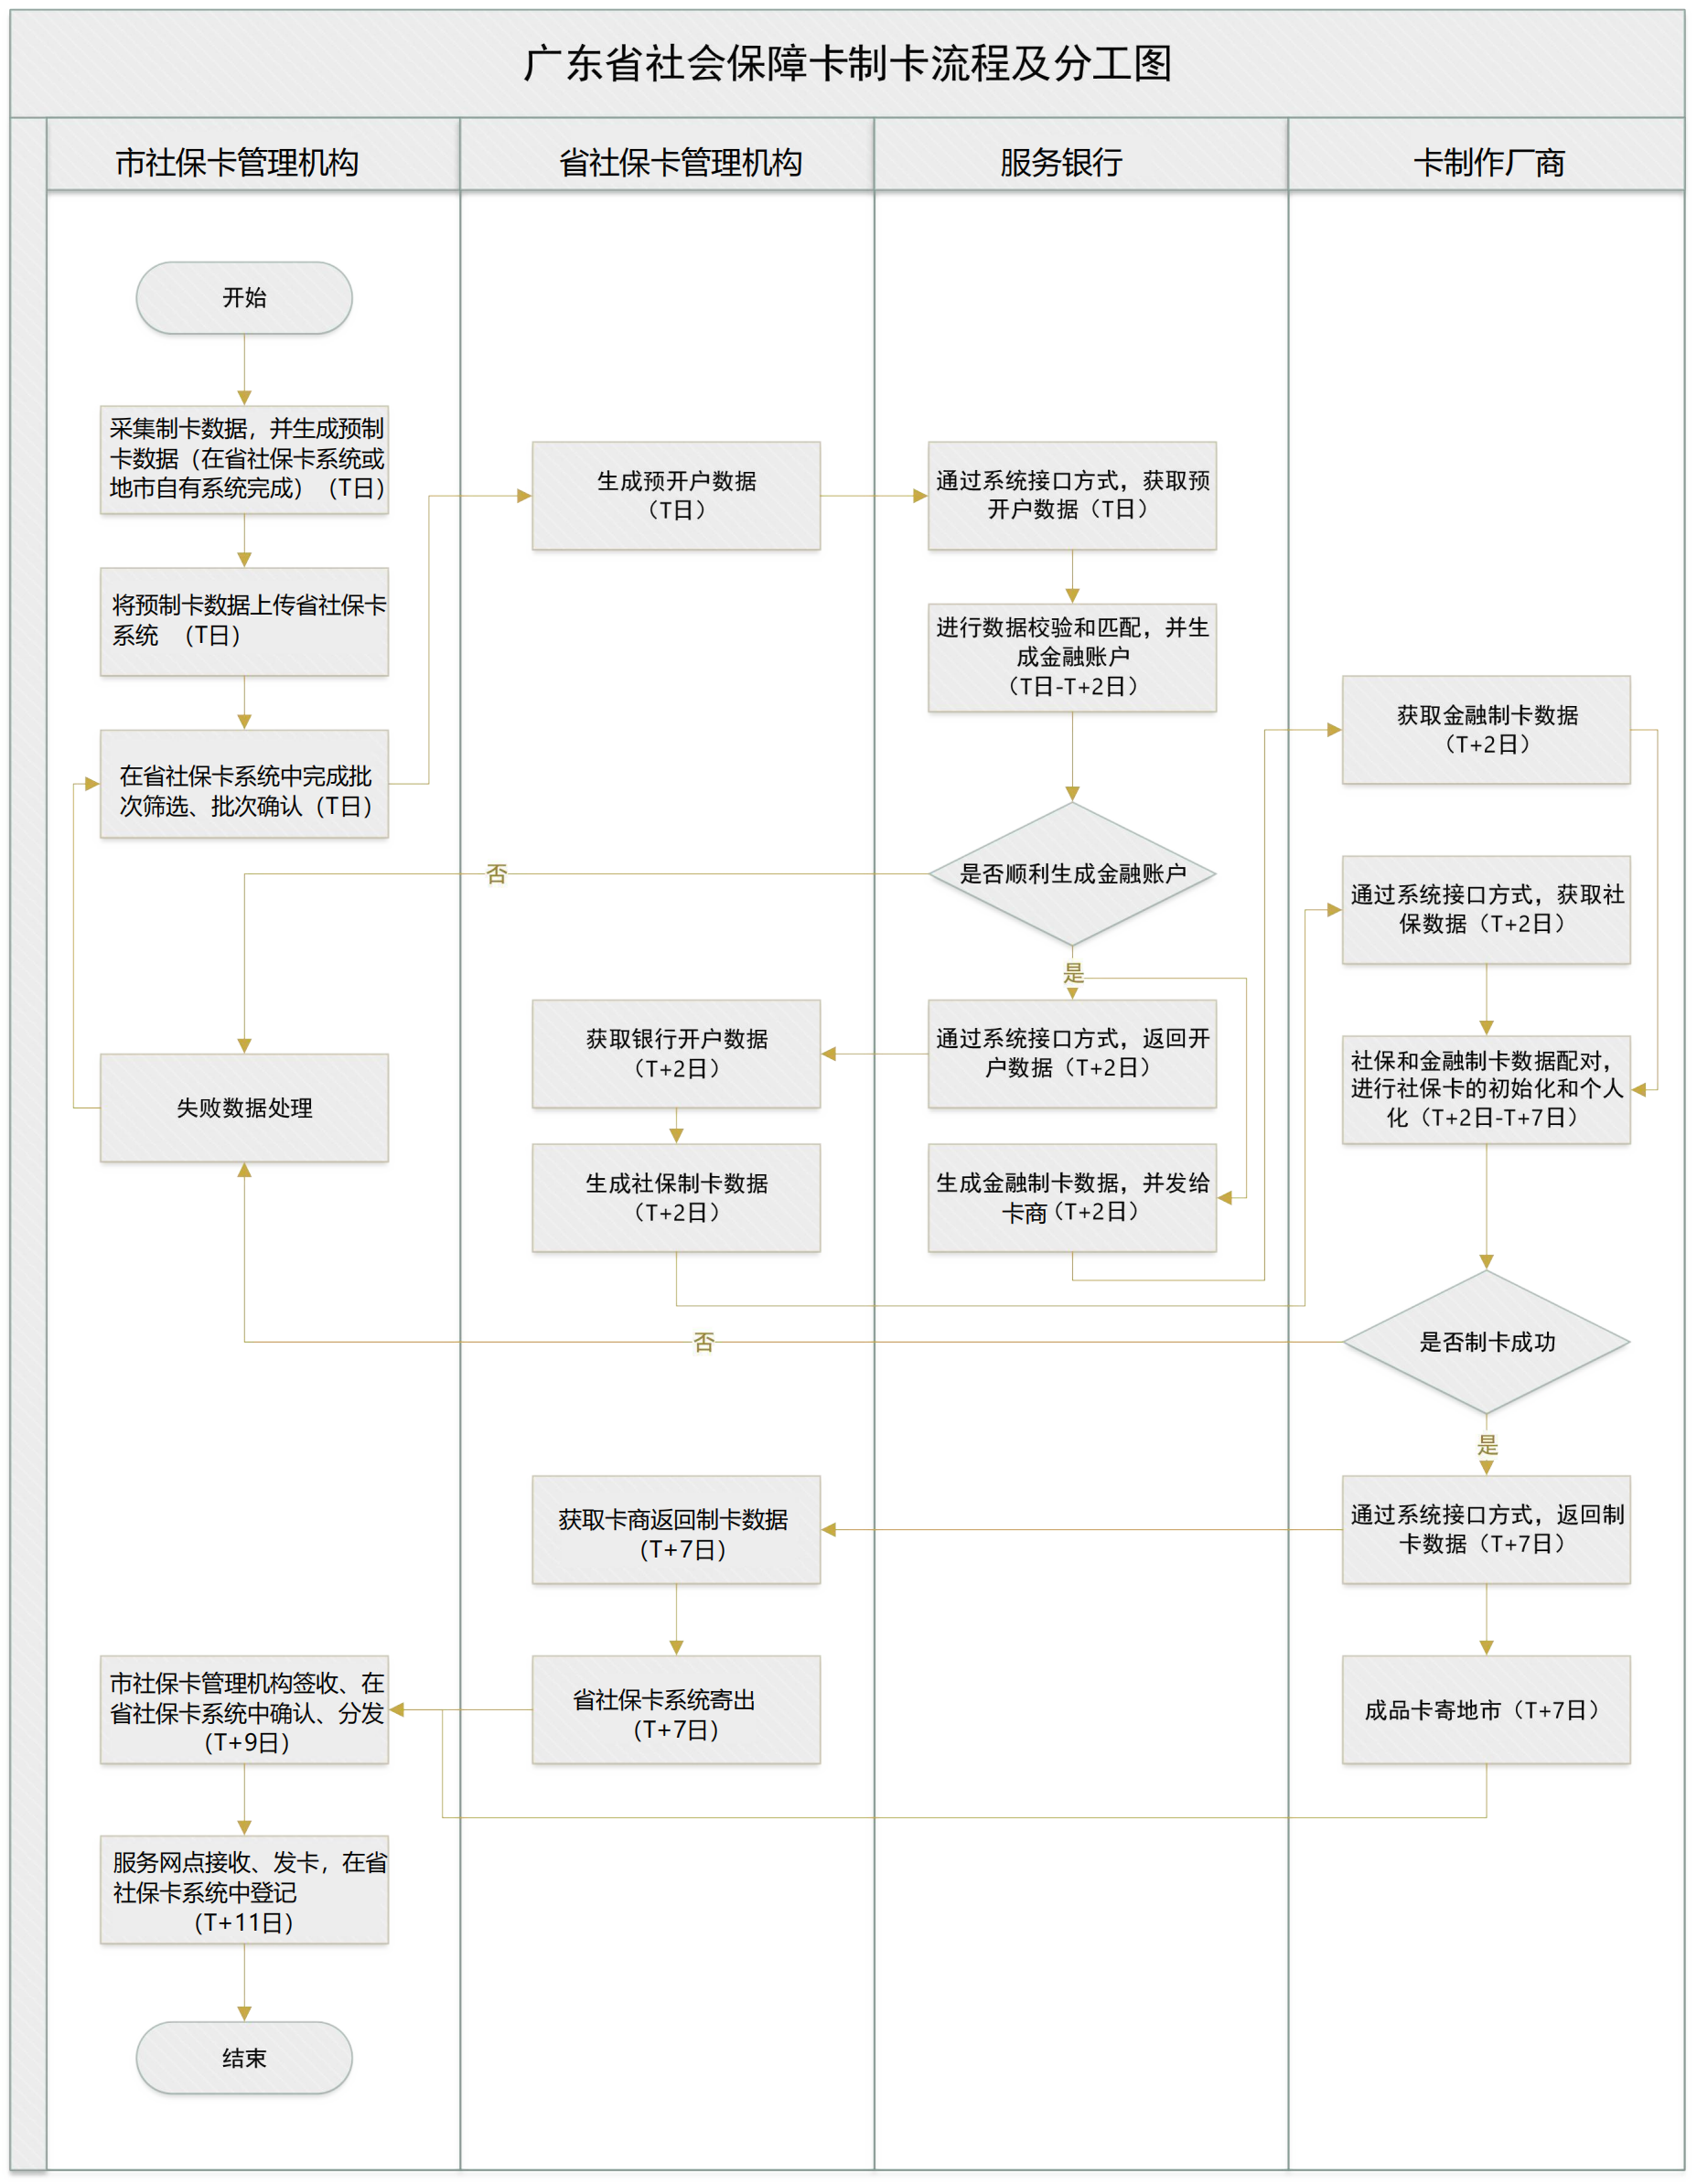 广东省社会保障卡制卡流程及分工图
市社保卡管理机构
省社保卡管理机构
服务银行
卡制作厂商
开始
采集制卡数据，并生成预制
卡数据（在省社保卡系统或
地市自有系统完成）（T日）
将预制卡数据上传省社保卡
系统 （T日）
在省社保卡系统中完成批
次筛选、批次确认（T日）
生成预开户数据
（T日）
通过系统接口方式，获取预
开户数据（T日）
进行数据校验和匹配，并生
成金融账户
（T日-T+2日）
获取金融制卡数据
（T+2日）
否
是否顺利生成金融账户
是
通过系统接口方式，获取社
保数据（T+2日）
失败数据处理
获取银行开户数据
（T+2日）
通过系统接口方式，返回开
户数据（T+2日）
社保和金融制卡数据配对，
进行社保卡的初始化和个人
化（T+2日-T+7日）
生成社保制卡数据
（T+2日）
生成金融制卡数据，并发给
卡商（T+2日）
否
是否制卡成功
是
获取卡商返回制卡数据
（T+7日）
通过系统接口方式，返回制
卡数据（T+7日）
市社保卡管理机构签收、在
省社保卡系统中确认、分发
（T+9日）
省社保卡系统寄出
（T+7日）
成品卡寄地市（T+7日）
服务网点接收、发卡，在省
社保卡系统中登记
（T+11日）
结束